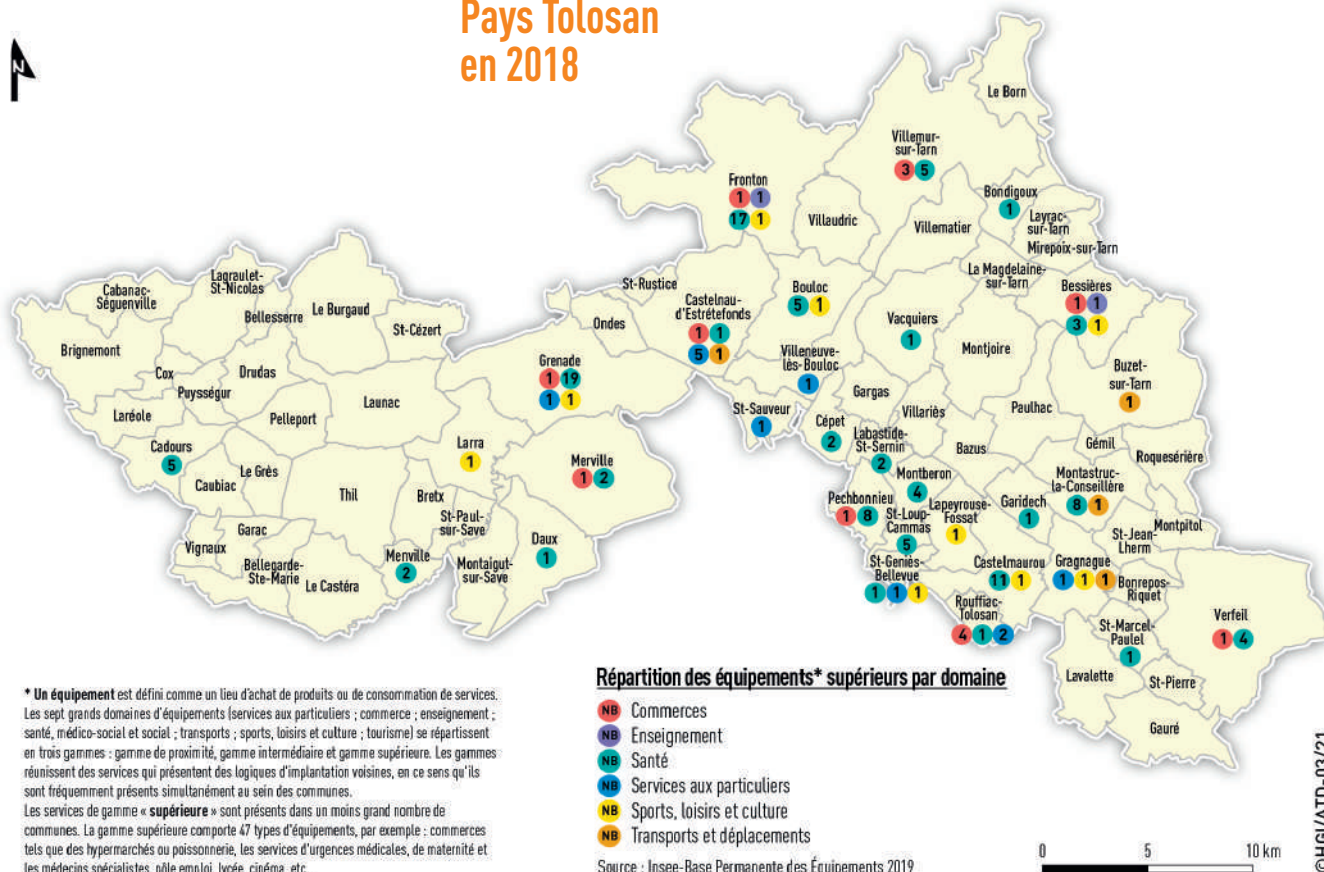 Pays Tolosan
en 2018
N
Le Born
Villemur-
sur-Tarn
3 5
Fronton
1 1
17 1
Villaudric
Bondigoux
1
Layrac-
sur-Tarn
Villematier
Mirepoix-sur-Tarn
La Magdelaine-
sur-Tarn
Bessières
1 1
3 1
Lagraulet-
St-Nicolas
Cabanac-
Séguenville
Le Burgaud
Bellesserre
St-Cézert
Brignemont
St-Rustice
Ondes
Castelnau-
d'Estrétefonds
1 1
5 1
Bouloc
5 1
Vacquiers
1
Montjoire
Villeneuve-
lès-Bouloc
1
Buzet-
sur-Tarn
1
Grenade
1 19
1 1
Cox
Drudas
Puysségur
Launac
Laréole
Pelleport
Gargas
Villariès
Paulhac
St-Sauveur
1
Cépet
2
Labastide-
St-Sernin
2
Bazus
Gémil
Roquesérière
Cadours
5
Larra
1
Merville
1 2
Le Grès
Caubiac
Thil
Bretx
Montberon
4
Montastruc-
la-Conseillère
8 1
Pechbonnieu
1 8
St-Loup-
Cammas
5
Lapeyrouse-
Fossat
1
Garidech
1
St-Paul-
sur-Save
Garac
Vignaux
Daux
1
St-Jean-
Lherm
Montpitol
Bellegarde-
Ste-Marie
Le Castéra
Menville
2
Montaigut-
sur-Save
St-Geniès-
Bellevue
1 1 1
Castelmaurou
11 1
Gragnague
1 1 1
Bonrepos-
Riquet
Rouffiac-
Tolosan
4 1 2
St-Marcel-
Paulel
1
Verfeil
1 4
Lavalette
St-Pierre
Gauré
* Un équipement est défini comme un lieu d'achat de produits ou de consommation de services.
Les sept grands domaines d'équipements (services aux particuliers ; commerce ; enseignement ;
santé, médico-social et social ; transports ; sports, loisirs et culture ; tourisme) se répartissent
en trois gammes : gamme de proximité, gamme intermédiaire et gamme supérieure. Les gammes
réunissent des services qui présentent des logiques d'implantation voisines, en ce sens qu'ils
sont fréquemment présents simultanément au sein des communes.
Les services de gamme « supérieure » sont présents dans un moins grand nombre de
communes. La gamme supérieure comporte 47 types d'équipements, par exemple : commerces
tels que des hypermarchés ou poissonnerie, les services d'urgences médicales, de maternité et
les médecins spécialistes, pôle emploi, lycée, cinéma, etc.
Répartition des équipements* supérieurs par domaine
NB Commerces
NB Enseignement
NB Santé
NB Services aux particuliers
NB Sports, loisirs et culture
NB Transports et déplacements
Source : Insee-Base Permanente des Équipements 2019
0 5 10 km
©HGI/ATD-03/21